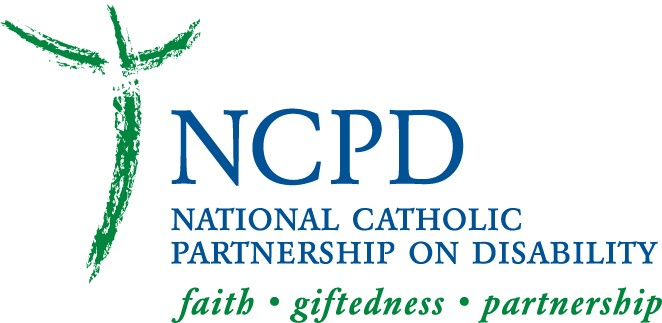 NCPD
NATIONAL CATHOLIC
PARTNERSHIP ON DISABILITY
faith • giftedness • partnership